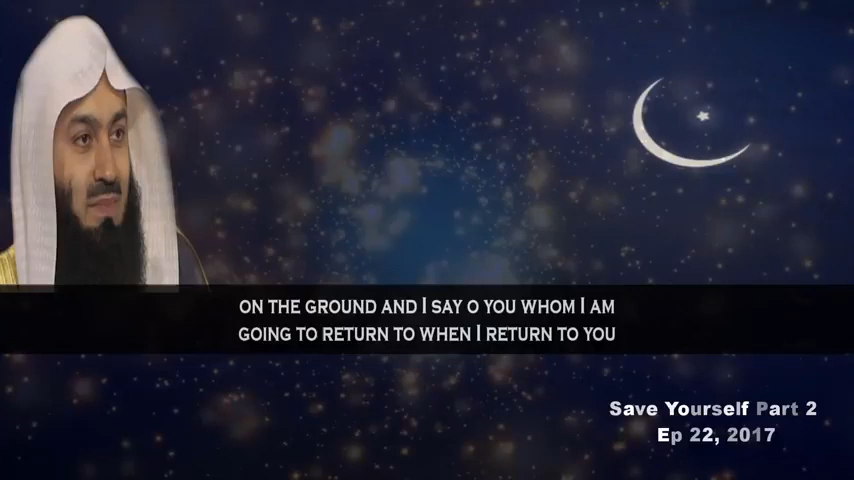 ON THE GROUND AND I SAY O YOU WHOM I AM
GOING TO RETURN TO WHEN I RETURN TO YOU
Save Yourself Part 2
Ep 22, 2017